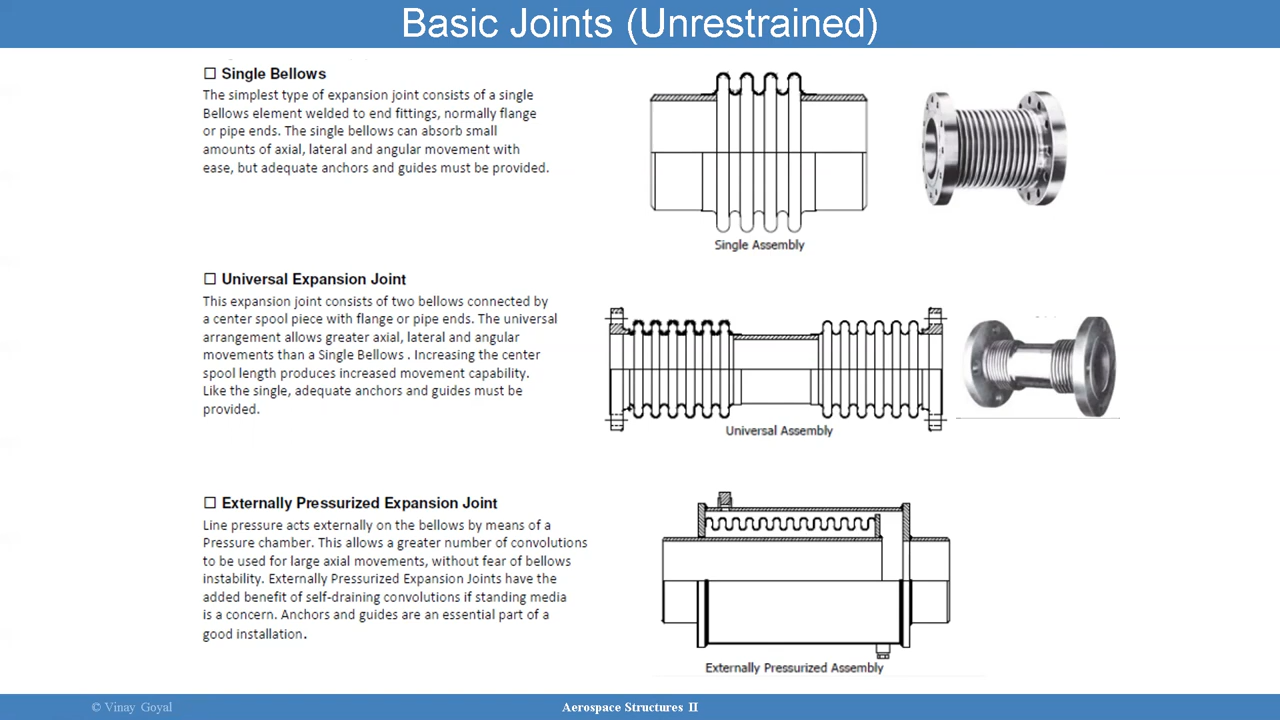 Basic Joints (Unrestrained)
☐ Single Bellows
The simplest type of expansion joint consists of a single
Bellows element welded to end fittings, normally flange
or pipe ends. The single bellows can absorb small
amounts of axial, lateral and angular movement with
ease, but adequate anchors and guides must be provided.
Single Assembly
☐ Universal Expansion Joint
This expansion joint consists of two bellows connected by
a center spool piece with flange or pipe ends. The universal
arrangement allows greater axial, lateral and angular
movements than a Single Bellows . Increasing the center
spool length produces increased movement capability.
Like the single, adequate anchors and guides must be
provided.
Universal Assembly
☐ Externally Pressurized Expansion Joint
Line pressure acts externally on the bellows by means of a
Pressure chamber. This allows a greater number of convolutions
to be used for large axial movements, without fear of bellows
instability. Externally Pressurized Expansion Joints have the
added benefit of self-draining convolutions if standing media
is a concern. Anchors and guides are an essential part of a
good installation.
Externally Pressurized Assembly
© Vinay Goyal
Aerospace Structures II